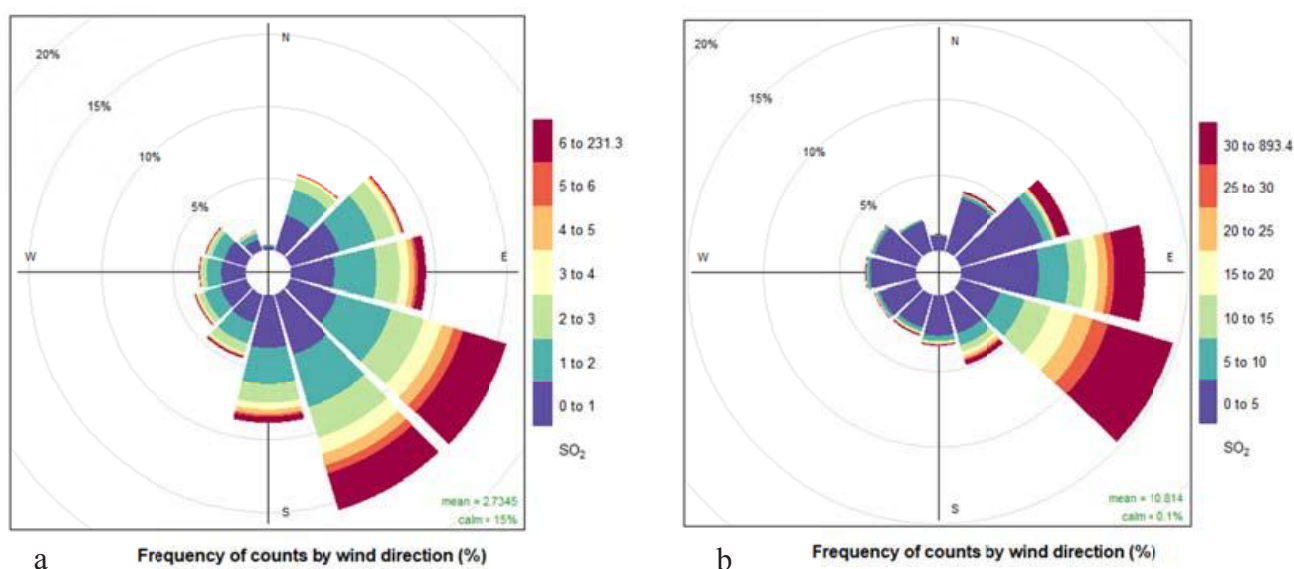 20%
15%
10%
5%
N
W
E
S
6 to 231.3
5 to 6
4 to 5
3 to 4
2 to 3
1 to 2
0 to 1
SO₂
mean = 2.7345
calm = 15%
a
Frequency of counts by wind direction (%)
20%
15%
10%
5%
N
W
E
S
30 to 893.4
25 to 30
20 to 25
15 to 20
10 to 15
5 to 10
0 to 5
SO₂
mean = 10.814
calm = 0.1%
b
Frequency of counts by wind direction (%)